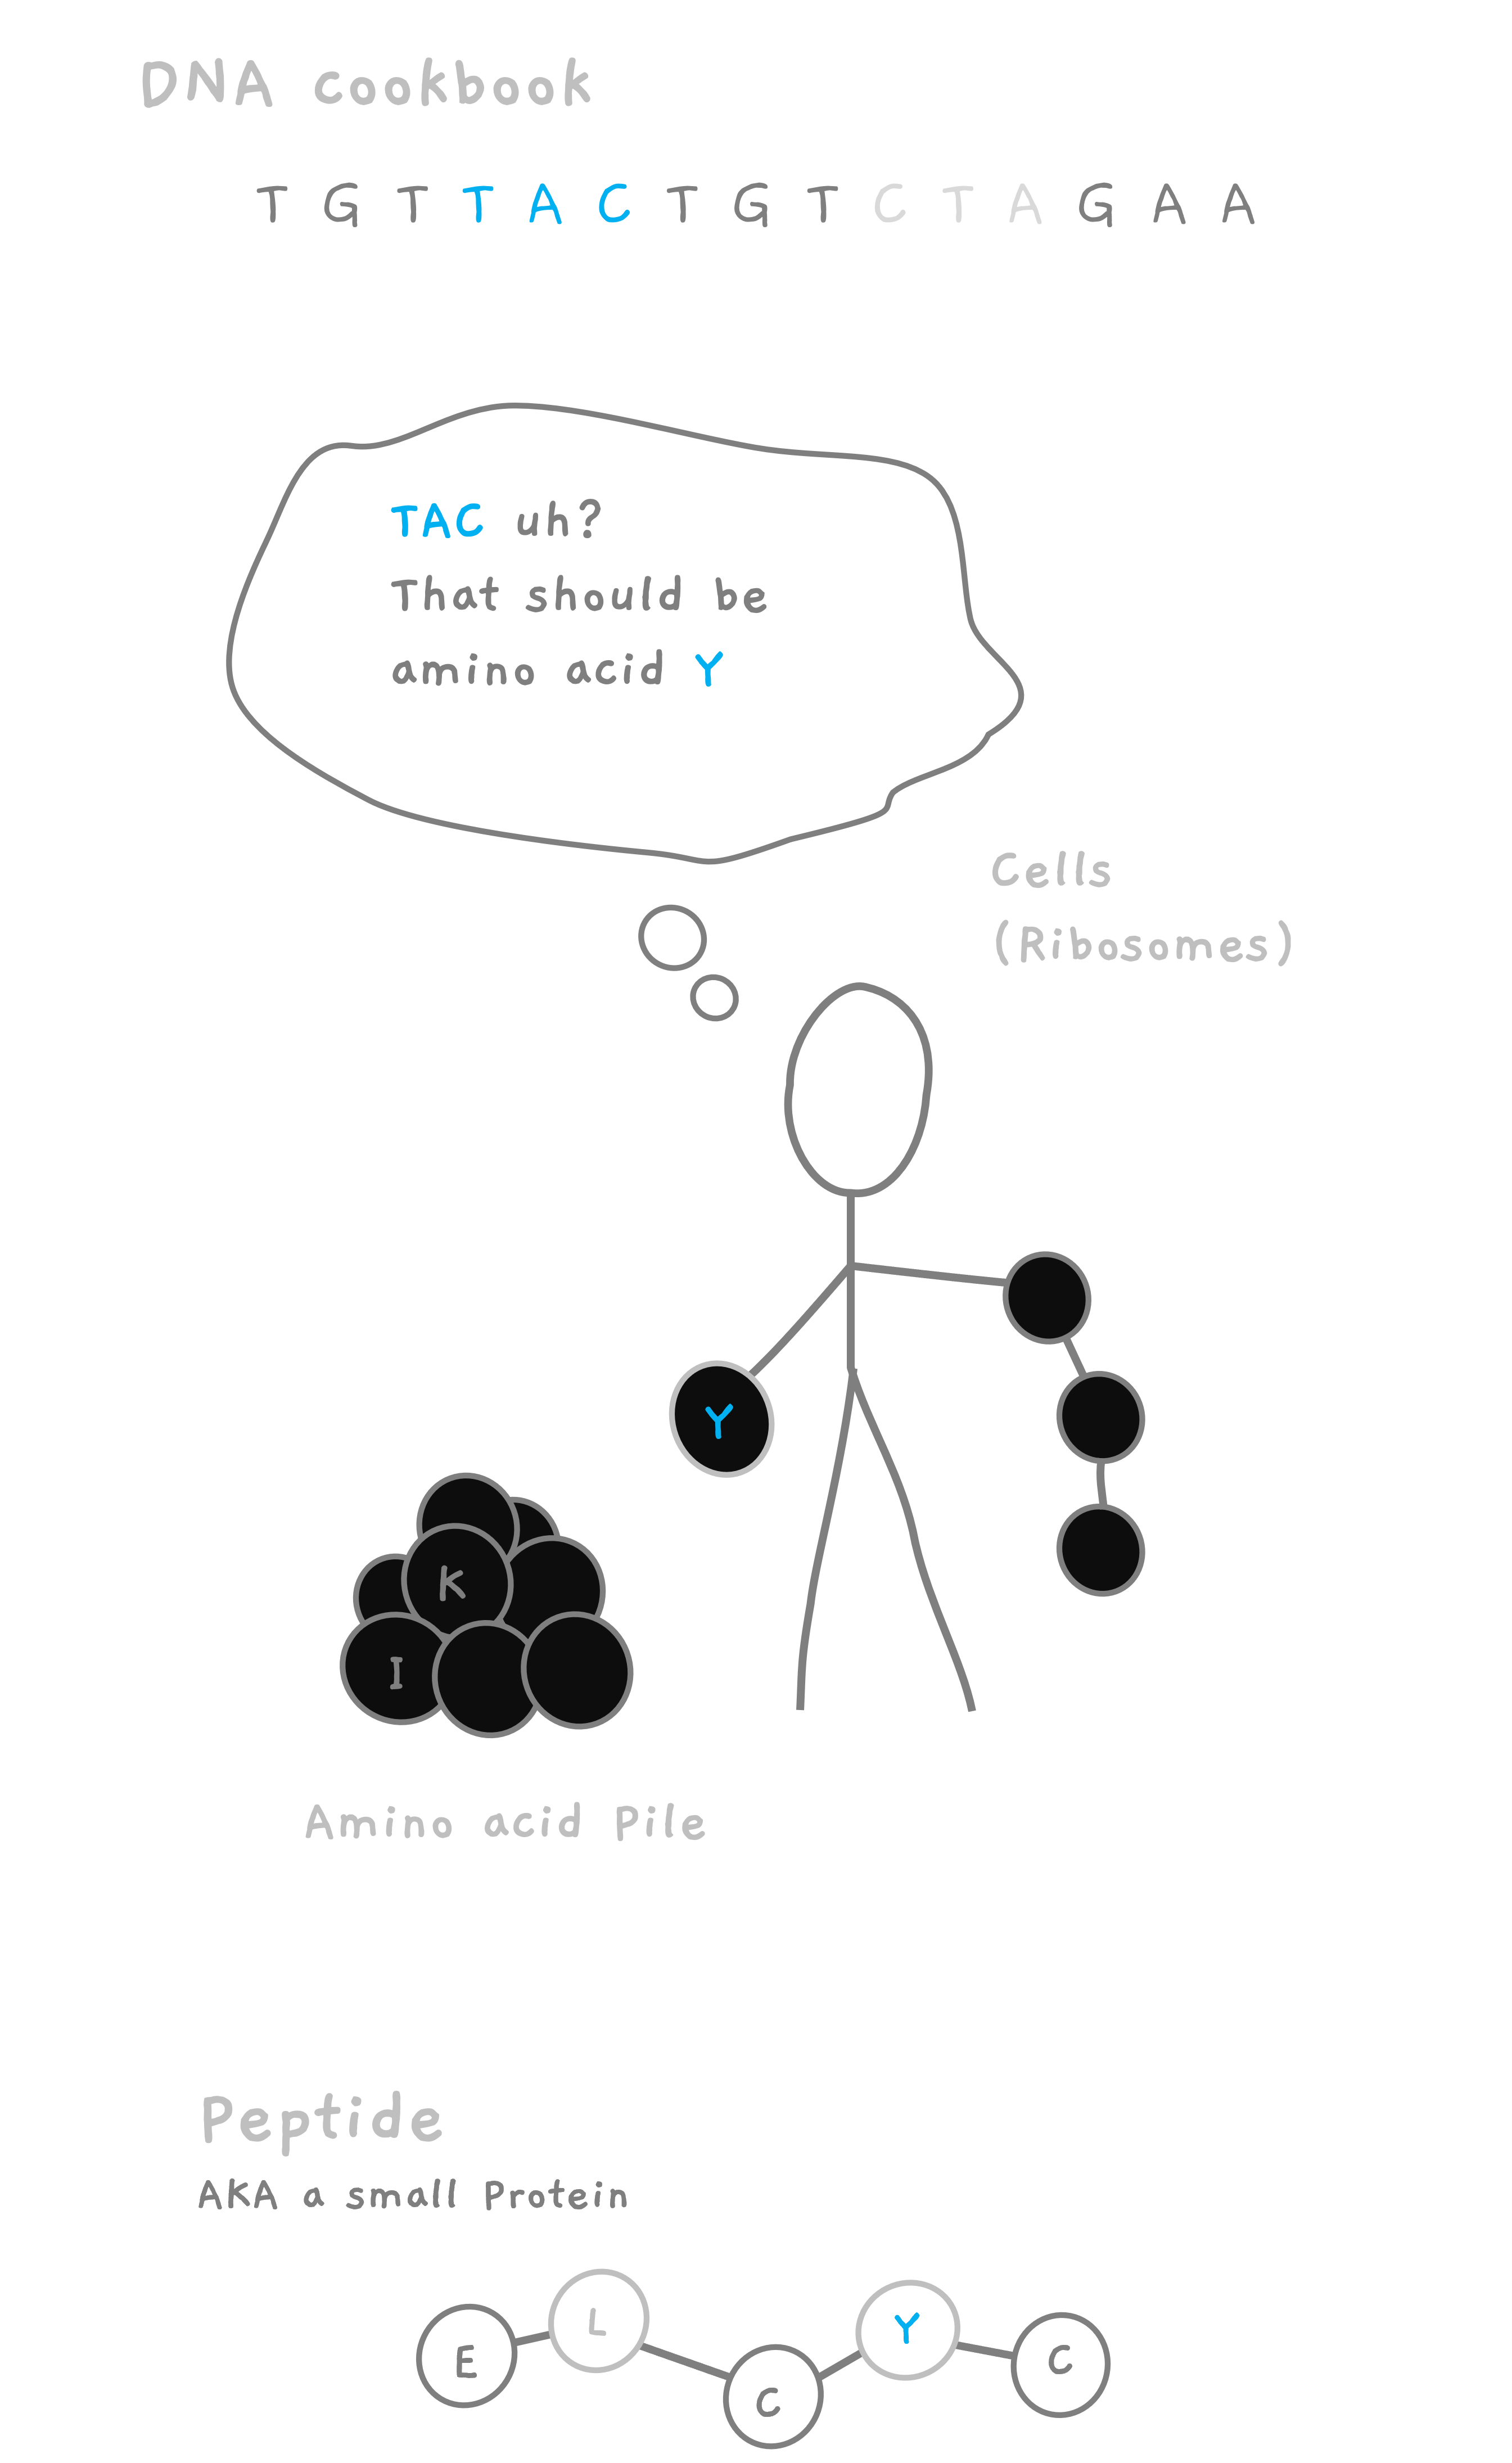 DNA cookbook
T G T T A C T G T C T A G A A
TAC uh?
That should be
amino acid Y
Cells
(Ribosomes)
Y
K
I
Amino acid Pile
Peptide
AKA a small Protein
E L C Y C